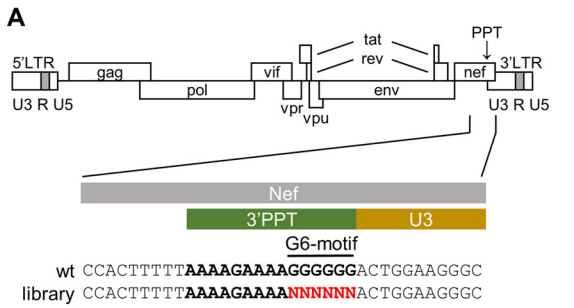 A
PPT
5'LTR
gag
vif
tat
rev
nef
3'LTR
U3 R U5
pol
vpr
vpu
env
U3 R U5
Nef
3'PPT
U3
G6-motif
wt CCACTTTTTAAAAGAAAAGGGGGGACTGGAAGGGC
library CCACTTTTTAAAAGAAAANNNNNNACTGGAAGGGC